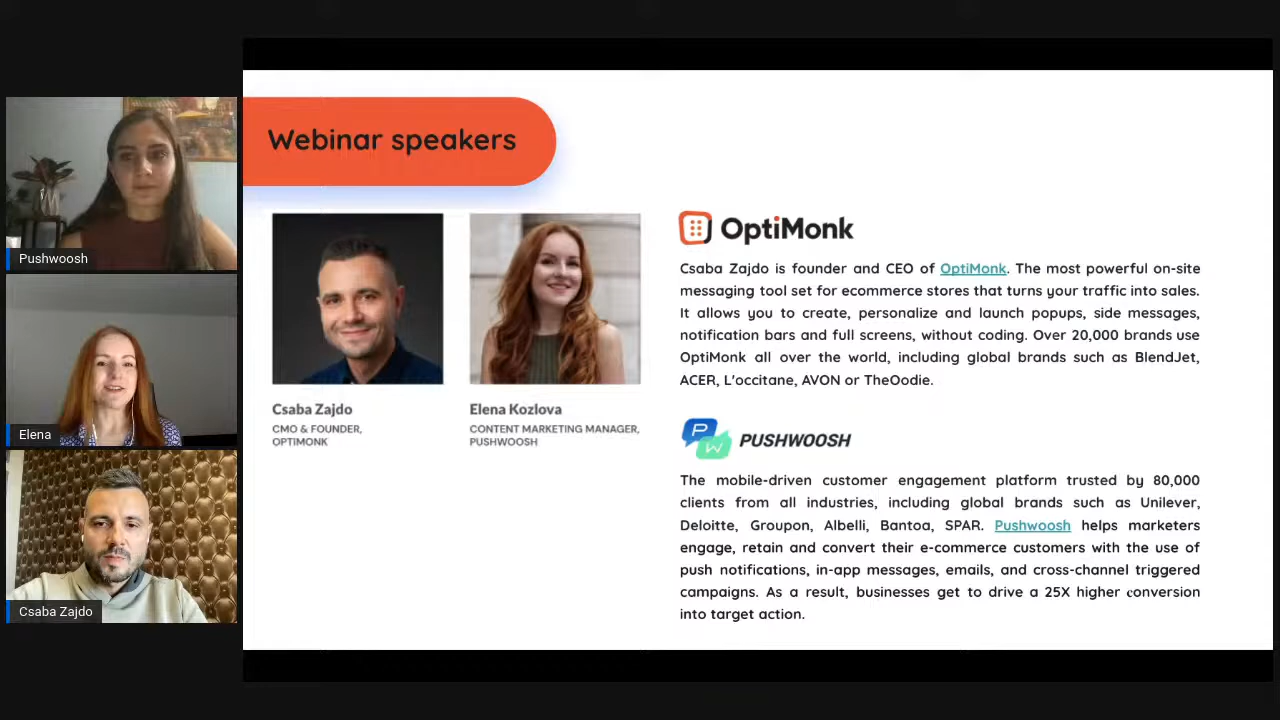 Pushwoosh
Elena
Csaba Zajdo
Webinar speakers
Csaba Zajdo
CMO & FOUNDER,
OPTIMONK
Elena Kozlova
CONTENT MARKETING MANAGER,
PUSHWOOSH
OptiMonk
Csaba Zajdo is founder and CEO of OptiMonk. The most powerful on-site
messaging tool set for ecommerce stores that turns your traffic into sales.
It allows you to create, personalize and launch popups, side messages,
notification bars and full screens, without coding. Over 20,000 brands use
OptiMonk all over the world, including global brands such as BlendJet,
ACER, L'occitane, AVON or TheOodie.
P
W
PUSHWOOSH
The mobile-driven customer engagement platform trusted by 80,000
clients from all industries, including global brands such as Unilever,
Deloitte, Groupon, Albelli, Bantoa, SPAR. Pushwoosh helps marketers
engage, retain and convert their e-commerce customers with the use of
push notifications, in-app messages, emails, and cross-channel triggered
campaigns. As a result, businesses get to drive a 25X higher conversion
into target action.